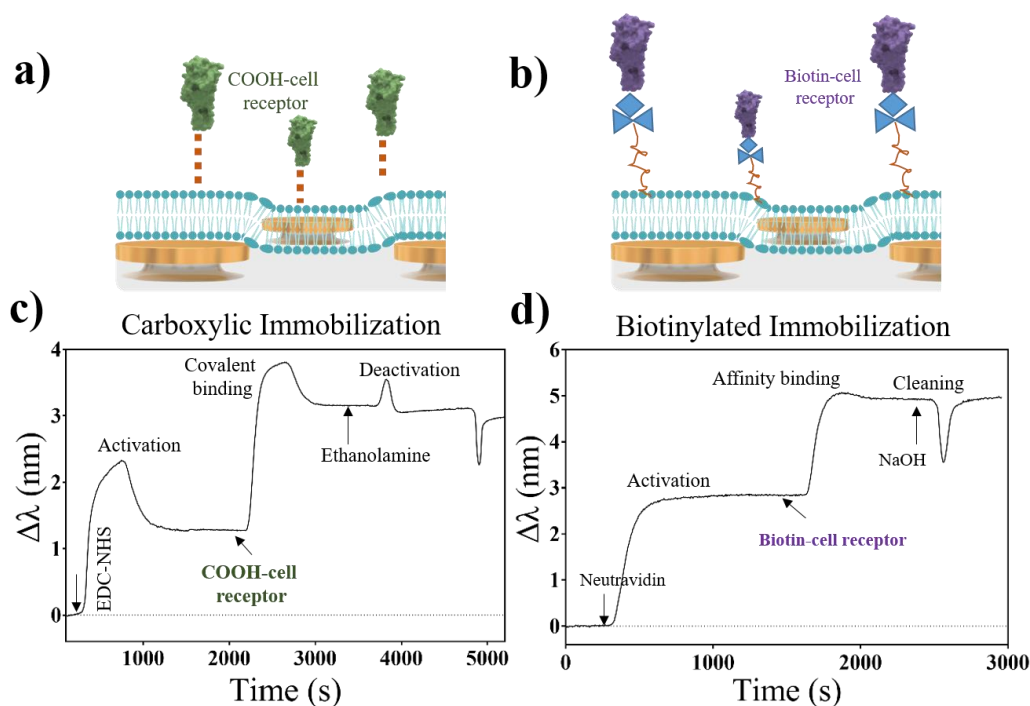 a)
COOH-cell
receptor
b)
Biotin-cell
receptor
c)
Carboxylic Immobilization
4
3
2
1
0
Δλ (nm)
EDC-NHS
Activation
Covalent
binding
COOH-cell
receptor
Deactivation
Ethanolamine
1000
2000
3000
4000
5000
Time (s)
d)
Biotinylated Immobilization
6
5
4
3
2
1
0
Δλ (nm)
Neutravidin
Activation
Affinity binding
Biotin-cell receptor
Cleaning
NaOH
0
1000
2000
3000
Time (s)